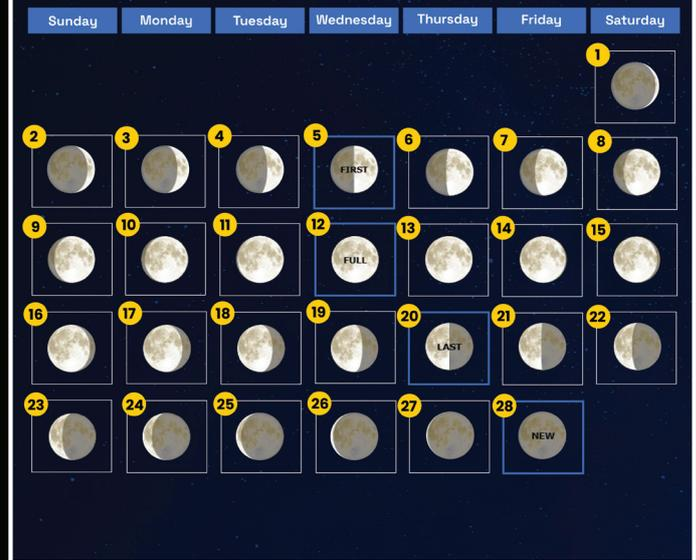 Sunday Monday Tuesday Wednesday Thursday Friday Saturday
1
2 3 4 5 6 7 8
FIRST
9 10 11 12 13 14 15
FULL
16 17 18 19 20 21 22
LAST
23 24 25 26 27 28
NEW